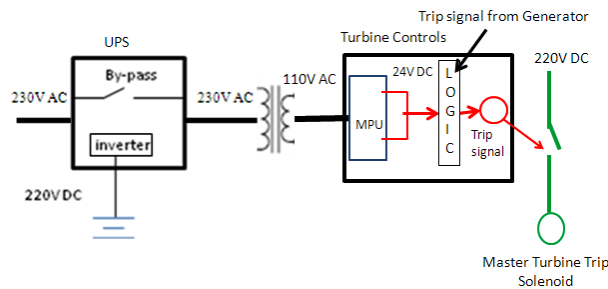 Trip signal from Generator
UPS
Turbine Controls
By-pass
230V AC
230V AC
110V AC
24V DC
220V DC
MPU
LOGIC
Trip
signal
inverter
220V DC
Master Turbine Trip
Solenoid